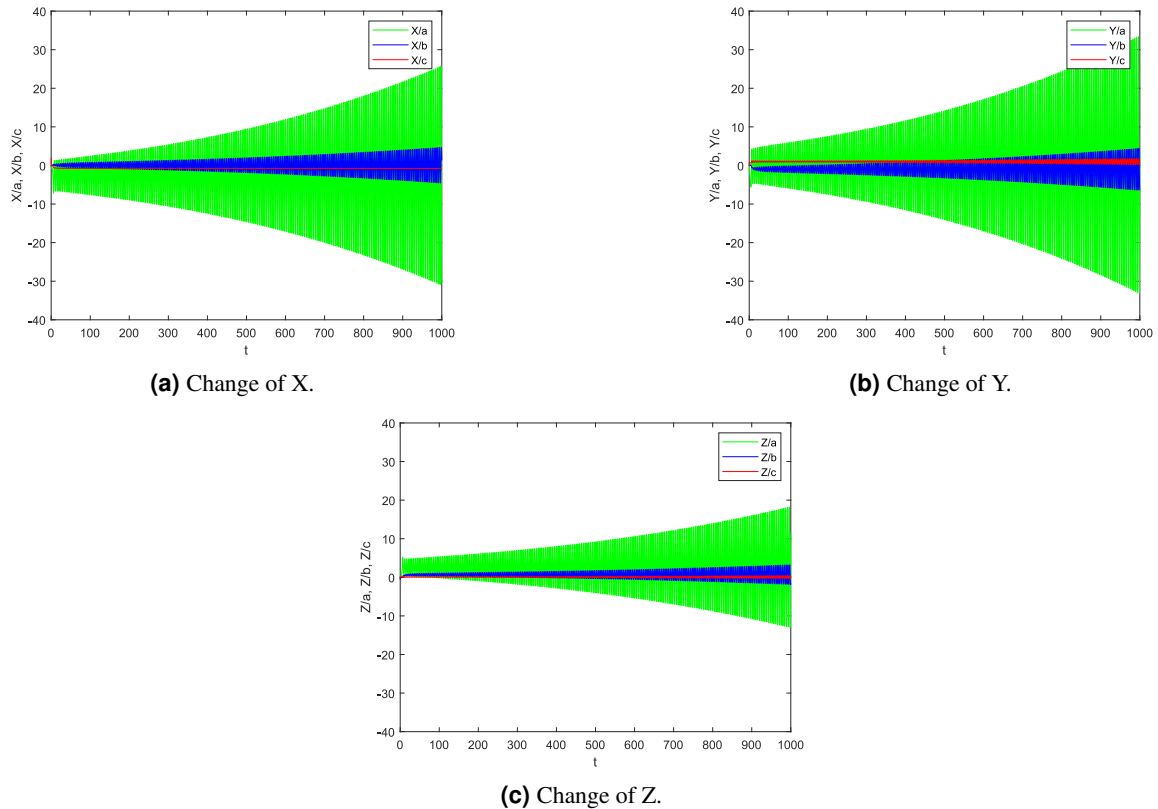 40
30
20
10
0
-10
-20
-30
-40
X/a, X/b, X/c
X/a
X/b
X/c
0 100 200 300 400 500 600 700 800 900 1000
t
(a) Change of X.
40
30
20
10
0
-10
-20
-30
-40
Y/a, Y/b, Y/c
Y/a
Y/b
Y/c
0 100 200 300 400 500 600 700 800 900 1000
t
(b) Change of Y.
40
30
20
10
0
-10
-20
-30
-40
Z/a, Z/b, Z/c
Z/a
Z/b
Z/c
0 100 200 300 400 500 600 700 800 900 1000
t
(c) Change of Z.